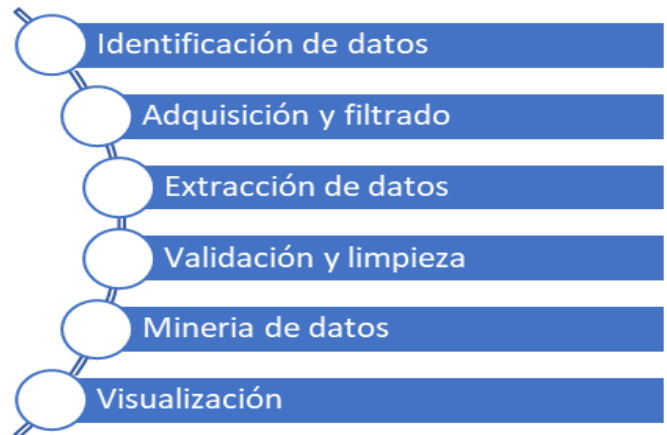 Identificación de datos
Adquisición y filtrado
Extracción de datos
Validación y limpieza
Mineria de datos
Visualización